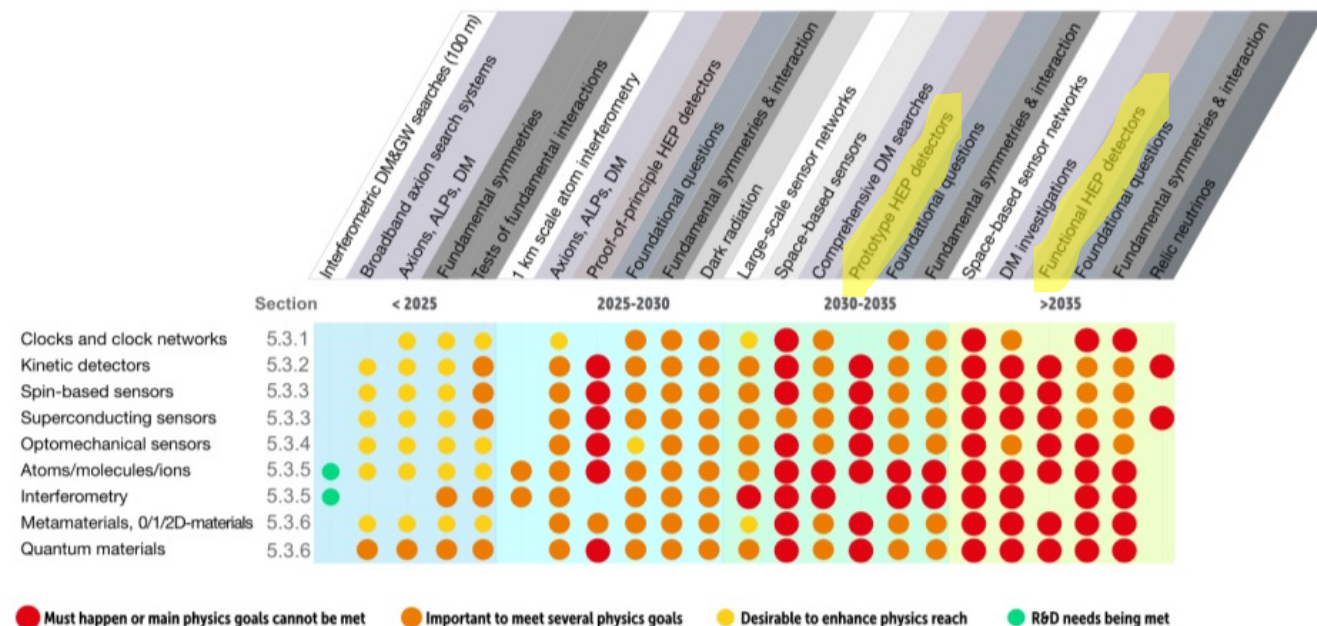 Interferometric DM&GW searches (100 m)
Broadband axion search systems
Axions, ALPs, DM
Fundamental symmetries
Tests of fundamental interactions
1 km scale atom interferometry
Axions, ALPs, DM
Proof-of-principle HEP detectors
Foundational questions
Fundamental symmetries & interaction
Dark radiation
Large-scale sensor networks
Space-based sensors
Comprehensive DM searches
Prototype HEP detectors
Foundational questions
Fundamental symmetries & interaction
Space-based sensor networks
DM investigations
Functional HEP detectors
Foundational questions
Fundamental symmetries & interaction
Relic neutrinos
Section < 2025 2025-2030 2030-2035 >2035
Clocks and clock networks 5.3.1
Kinetic detectors 5.3.2
Spin-based sensors 5.3.3
Superconducting sensors 5.3.3
Optomechanical sensors 5.3.4
Atoms/molecules/ions 5.3.5
Interferometry 5.3.5
Metamaterials, 0/1/2D-materials 5.3.6
Quantum materials 5.3.6
Must happen or main physics goals cannot be met Important to meet several physics goals Desirable to enhance physics reach R&D needs being met